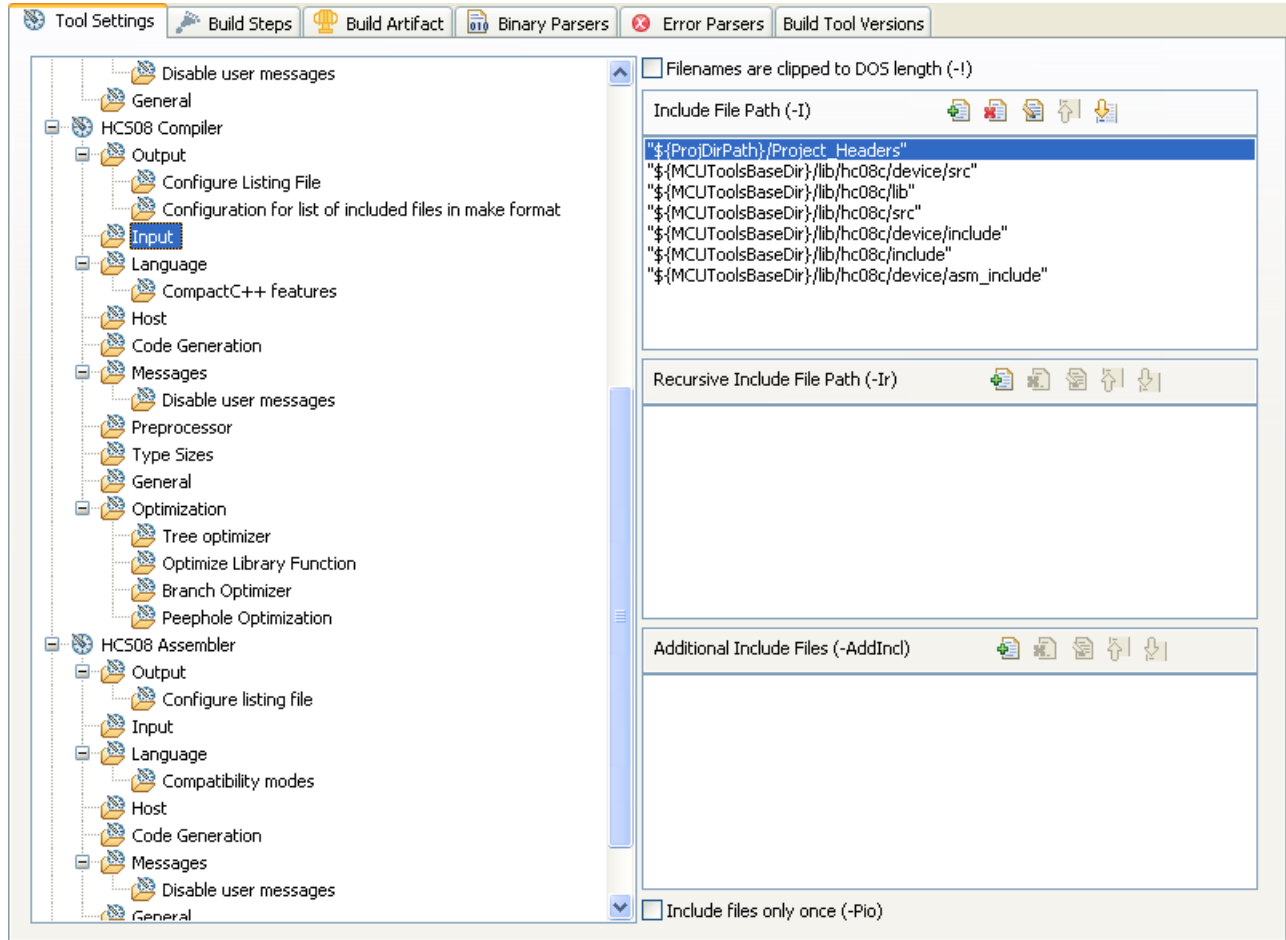 Tool Settings Build Steps Build Artifact Binary Parsers Error Parsers Build Tool Versions
Disable user messages
General
HCS08 Compiler
Output
Configure Listing File
Configuration for list of included files in make format
Input
Language
CompactC++ features
Host
Code Generation
Messages
Disable user messages
Preprocessor
Type Sizes
General
Optimization
Tree optimizer
Optimize Library Function
Branch Optimizer
Peephole Optimization
HCS08 Assembler
Output
Configure listing file
Input
Language
Compatibility modes
Host
Code Generation
Messages
Disable user messages
General
Filenames are clipped to DOS length (-!)
Include File Path (-I)
"${ProjDirPath}/Project_Headers"
"${MCUToolsBaseDir}/lib/hc08c/device/src"
"${MCUToolsBaseDir}/lib/hc08c/lib"
"${MCUToolsBaseDir}/lib/hc08c/src"
"${MCUToolsBaseDir}/lib/hc08c/device/include"
"${MCUToolsBaseDir}/lib/hc08c/include"
"${MCUToolsBaseDir}/lib/hc08c/device/asm_include"
Recursive Include File Path (-Ir)
Additional Include Files (-AddIncl)
Include files only once (-Pio)